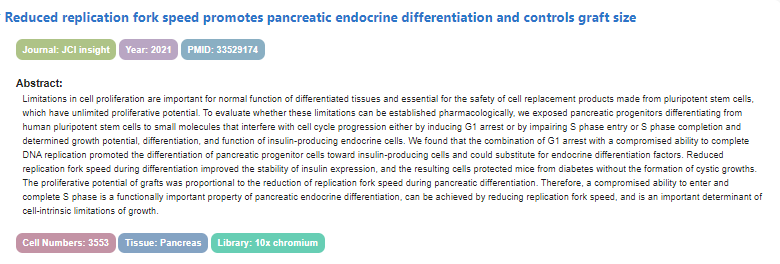 Reduced replication fork speed promotes pancreatic endocrine differentiation and controls graft size
Journal: JCI insight Year: 2021 PMID: 33529174
Abstract:
Limitations in cell proliferation are important for normal function of differentiated tissues and essential for the safety of cell replacement products made from pluripotent stem cells,
which have unlimited proliferative potential. To evaluate whether these limitations can be established pharmacologically, we exposed pancreatic progenitors differentiating from
human pluripotent stem cells to small molecules that interfere with cell cycle progression either by inducing G1 arrest or by impairing S phase entry or S phase completion and
determined growth potential, differentiation, and function of insulin-producing endocrine cells. We found that the combination of G1 arrest with a compromised ability to complete
DNA replication promoted the differentiation of pancreatic progenitor cells toward insulin-producing cells and could substitute for endocrine differentiation factors. Reduced
replication fork speed during differentiation improved the stability of insulin expression, and the resulting cells protected mice from diabetes without the formation of cystic growths.
The proliferative potential of grafts was proportional to the reduction of replication fork speed during pancreatic differentiation. Therefore, a compromised ability to enter and
complete S phase is a functionally important property of pancreatic endocrine differentiation, can be achieved by reducing replication fork speed, and is an important determinant of
cell-intrinsic limitations of growth.
Cell Numbers: 3553 Tissue: Pancreas Library: 10x chromium